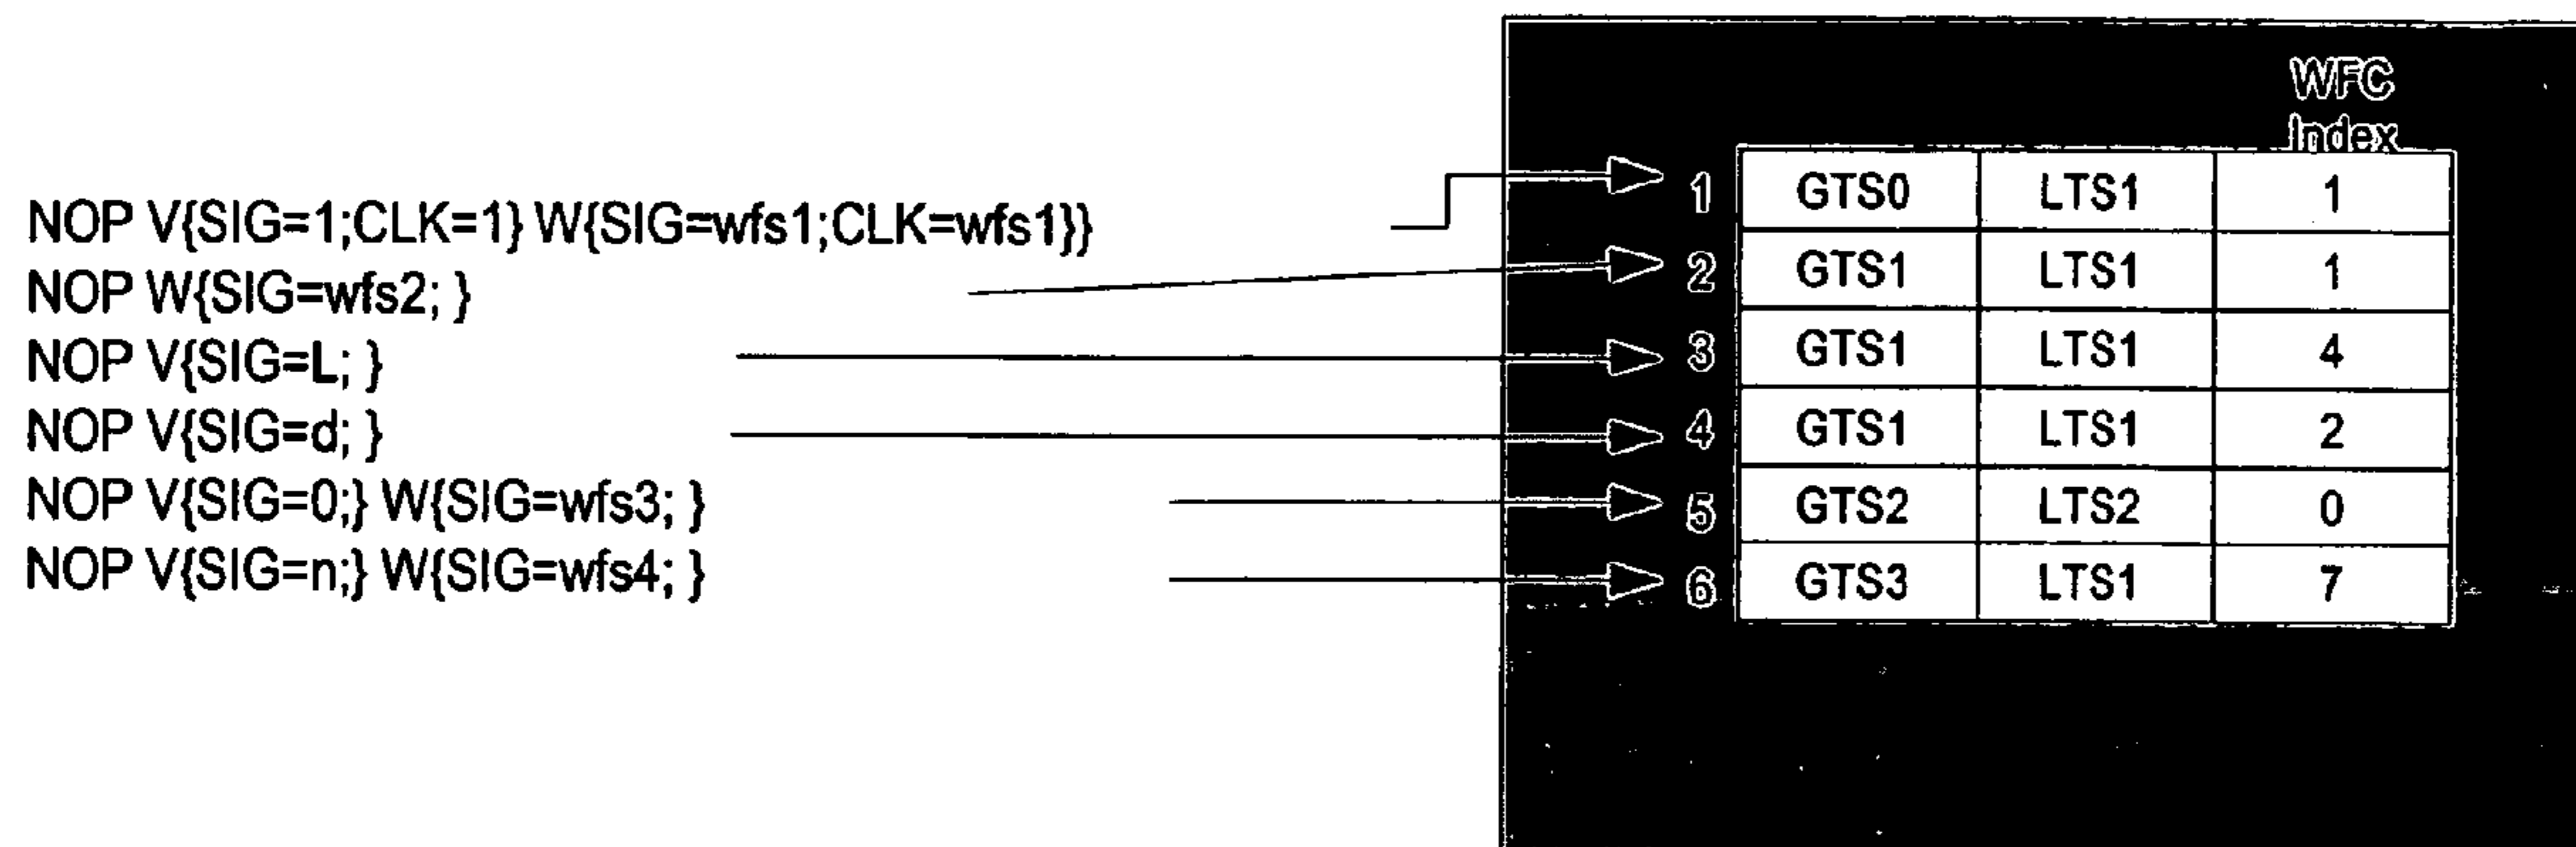 WFC
Index
NOP V{SIG=1;CLK=1} W{SIG=wfs1;CLK=wfs1}}
NOP W{SIG=wfs2; }
NOP V{SIG=L; }
NOP V{SIG=d; }
NOP V{SIG=0;} W{SIG=wfs3; }
NOP V{SIG=n;} W{SIG=wfs4; }
1 GTS0 LTS1 1
2 GTS1 LTS1 1
3 GTS1 LTS1 4
4 GTS1 LTS1 2
5 GTS2 LTS2 0
6 GTS3 LTS1 7